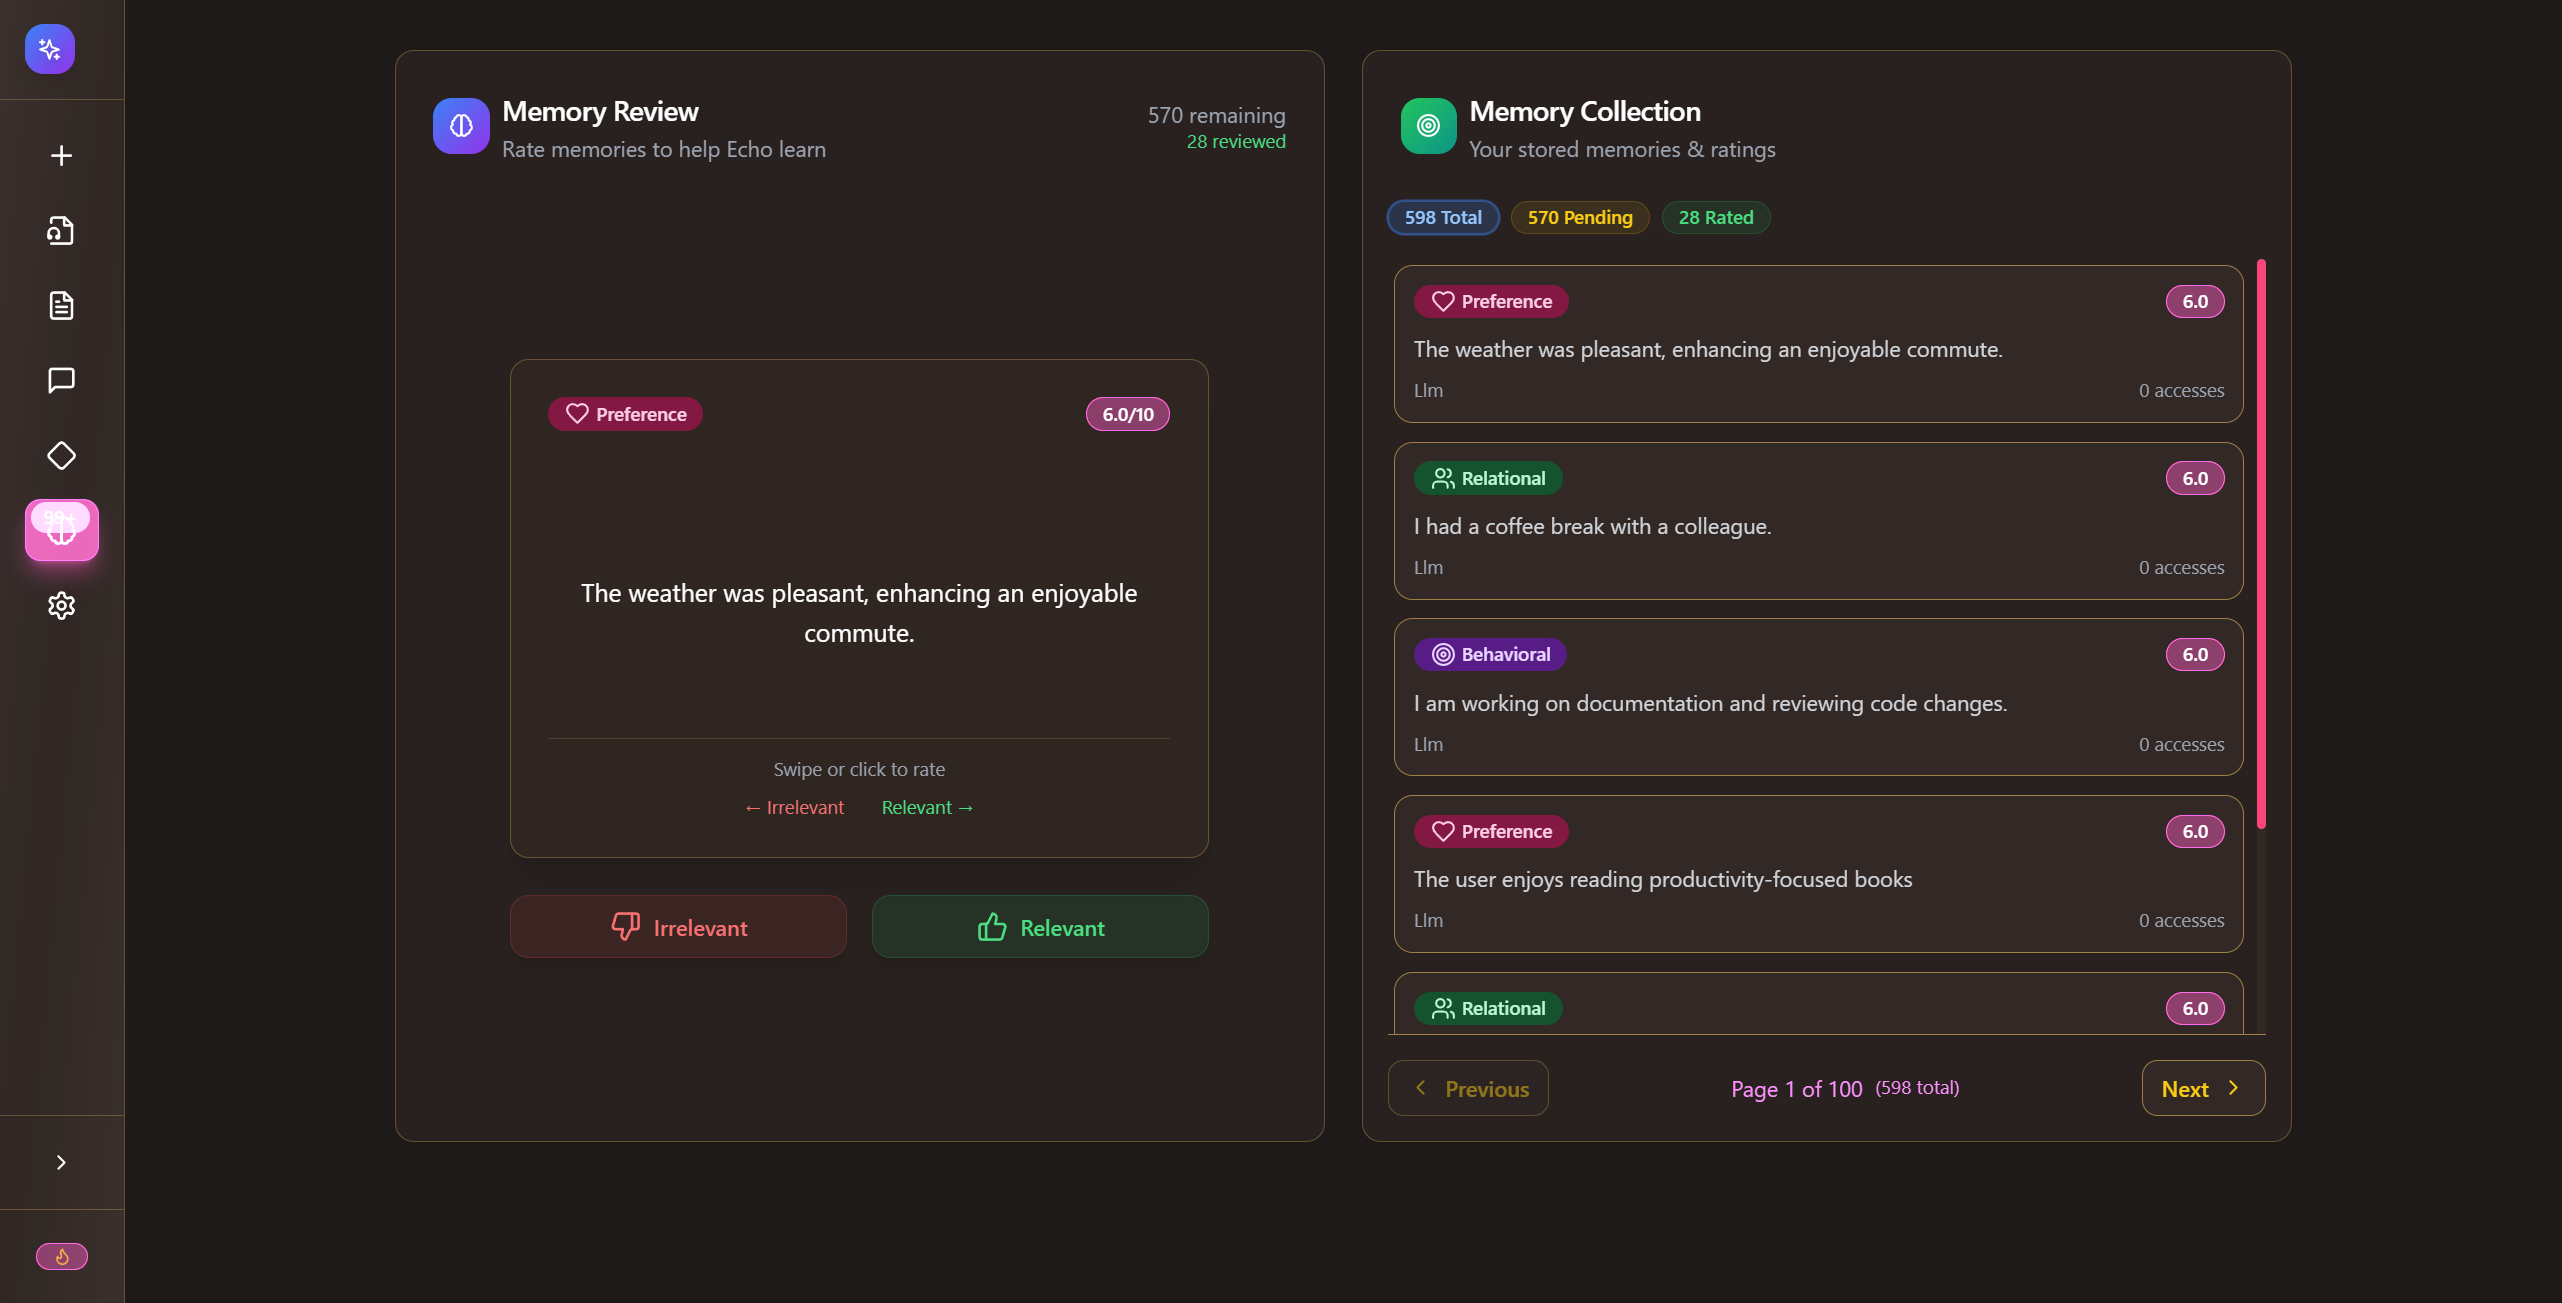 99+
Memory Review
Rate memories to help Echo learn
570 remaining
28 reviewed
Preference
6.0/10
The weather was pleasant, enhancing an enjoyable
commute.
Swipe or click to rate
← Irrelevant
Relevant →
Irrelevant
Relevant
Memory Collection
Your stored memories & ratings
598 Total
570 Pending
28 Rated
Preference
6.0
The weather was pleasant, enhancing an enjoyable commute.
Llm
0 accesses
Relational
6.0
I had a coffee break with a colleague.
Llm
0 accesses
Behavioral
6.0
I am working on documentation and reviewing code changes.
Llm
0 accesses
Preference
6.0
The user enjoys reading productivity-focused books
Llm
0 accesses
Relational
6.0
Previous
Page 1 of 100 (598 total)
Next